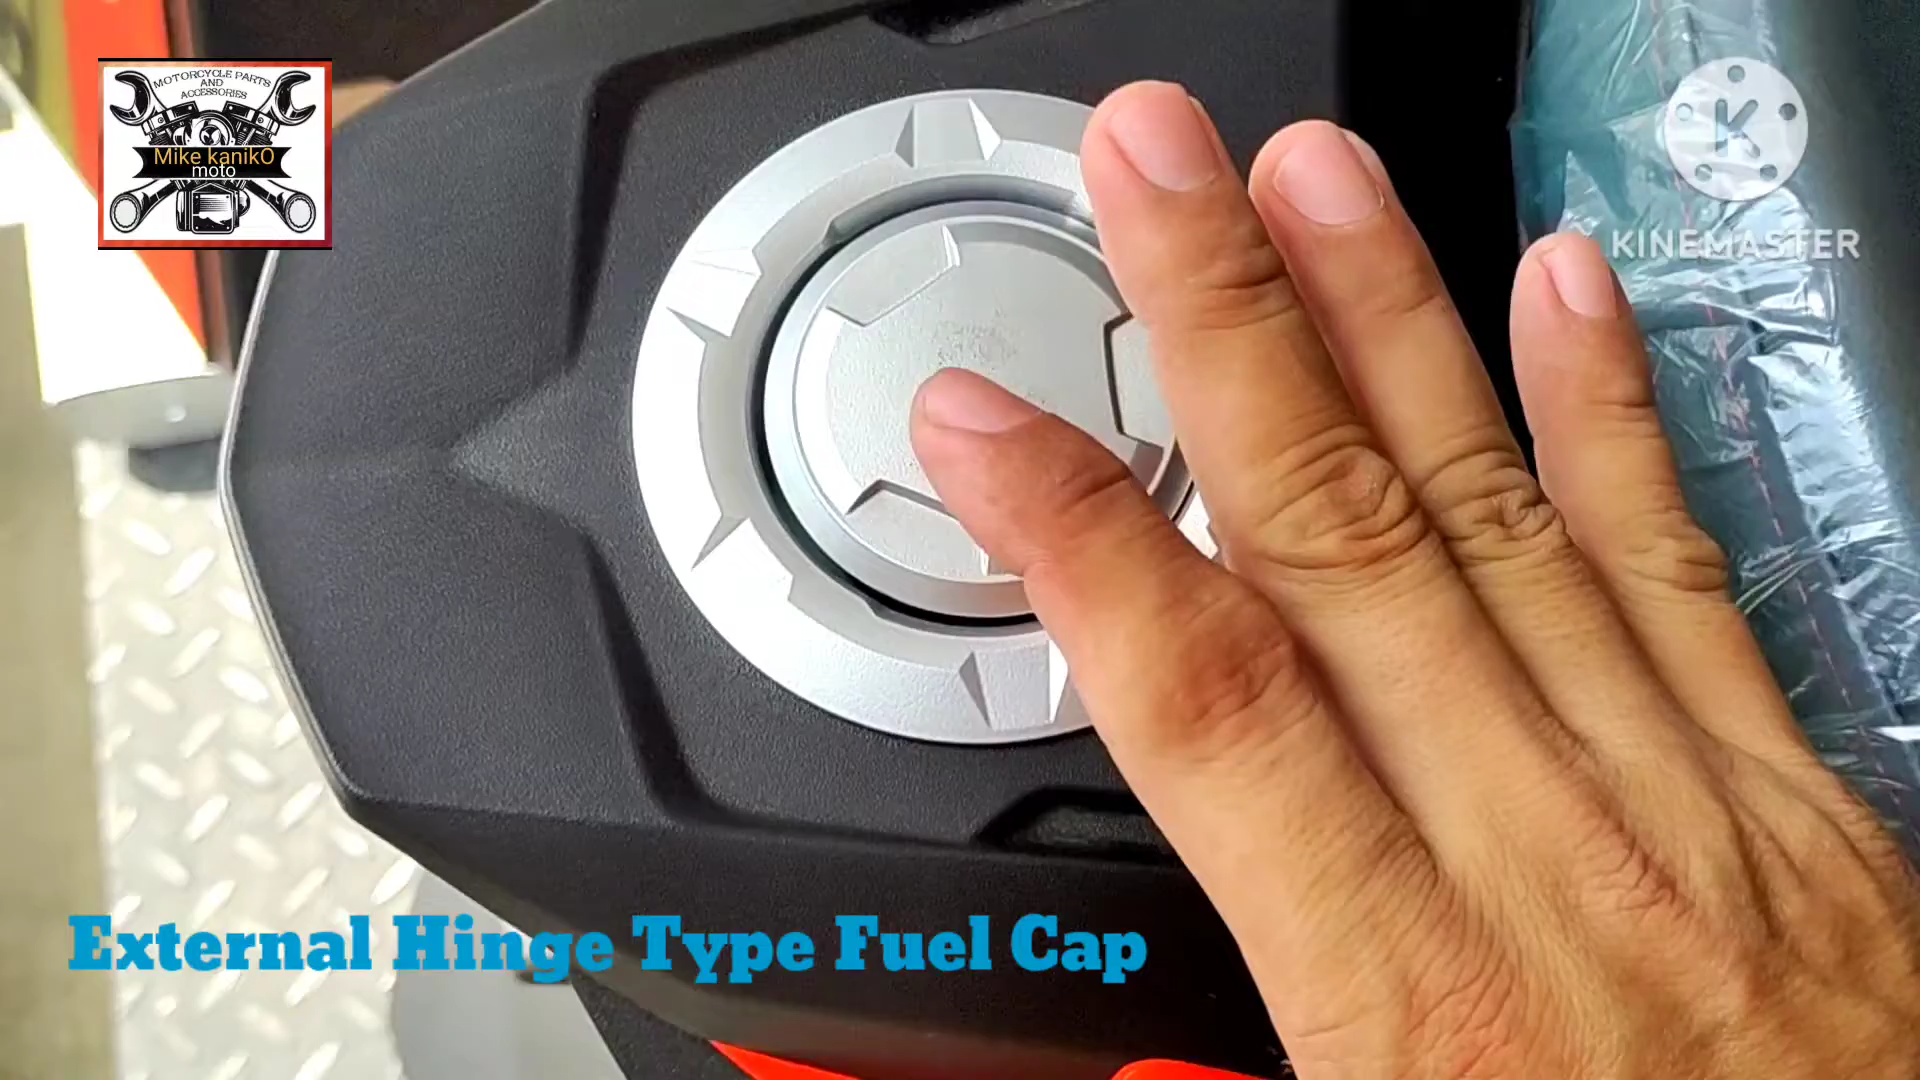 MOTORCYCLE PARTS
AND
ACCESSORIES
Mike kanikO
moto
K
KINEMASTER
External Hinge Type Fuel Cap